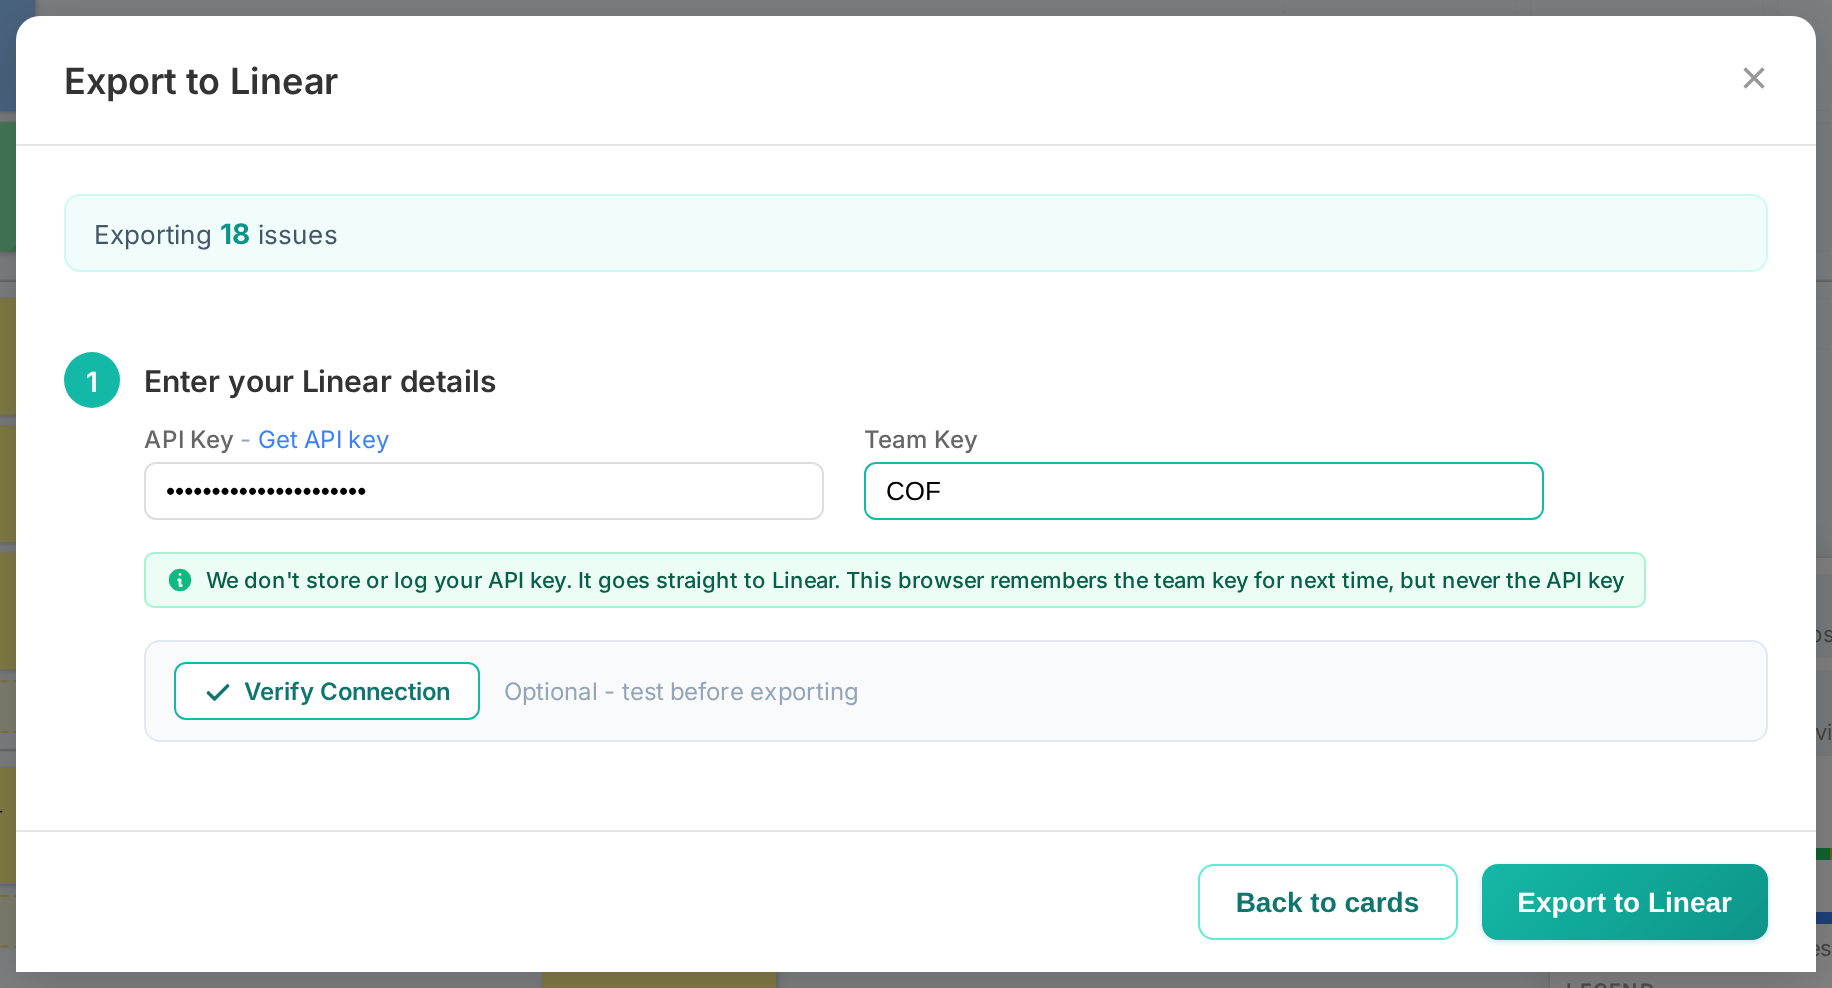 Export to Linear
Exporting 18 issues
1
Enter your Linear details
API Key - Get API key
Team Key
••••••••••••••••••••••
COF
We don't store or log your API key. It goes straight to Linear. This browser remembers the team key for next time, but never the API key
Verify Connection
Optional - test before exporting
Back to cards
Export to Linear